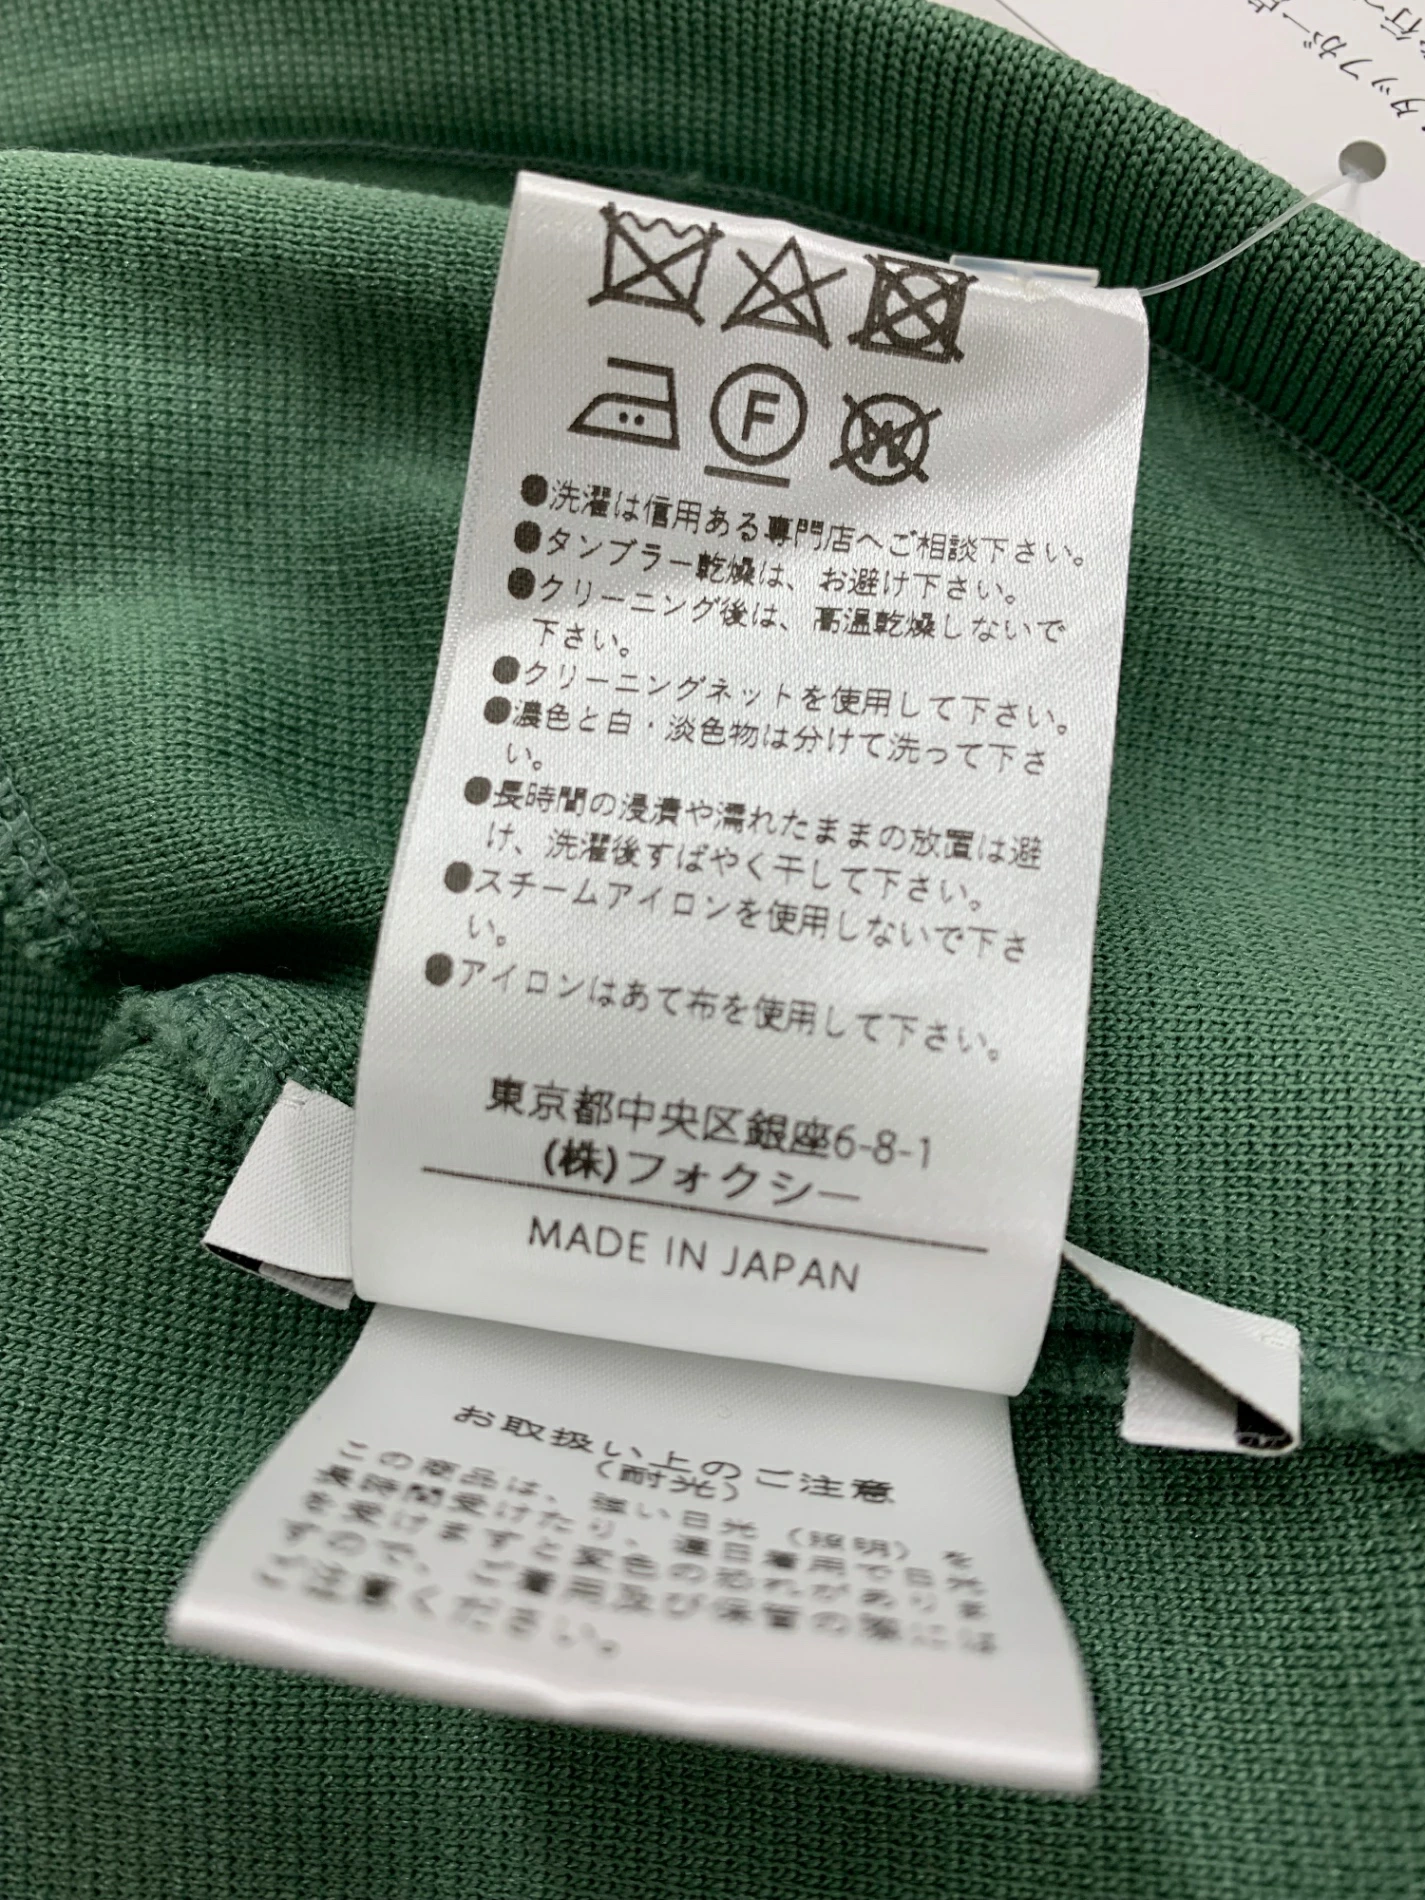 タッフが一点
F
W
●洗濯は信用ある専門店へご相談下さい。
●タンブラー乾燥は、お避け下さい。
●クリーニング後は、高温乾燥しないで
下さい。
●クリーニングネットを使用して下さい。
●濃色と白・淡色物は分けて洗って下さ
い。
●長時間の浸漬や濡れたままの放置は避
け、洗濯後すばやく干して下さい。
●スチームアイロンを使用しないで下さ
い。
●アイロンはあて布を使用して下さい。
東京都中央区銀座6-8-1
(株)フォクシー
MADE IN JAPAN
お取扱い上のご注意
(耐光)
この商品は、強い日光(照明)を
長時間受けたり、連日着用で日光
を受けますと変色の恐れがありま
すので、ご着用及び保管の際には
ご注意ください。